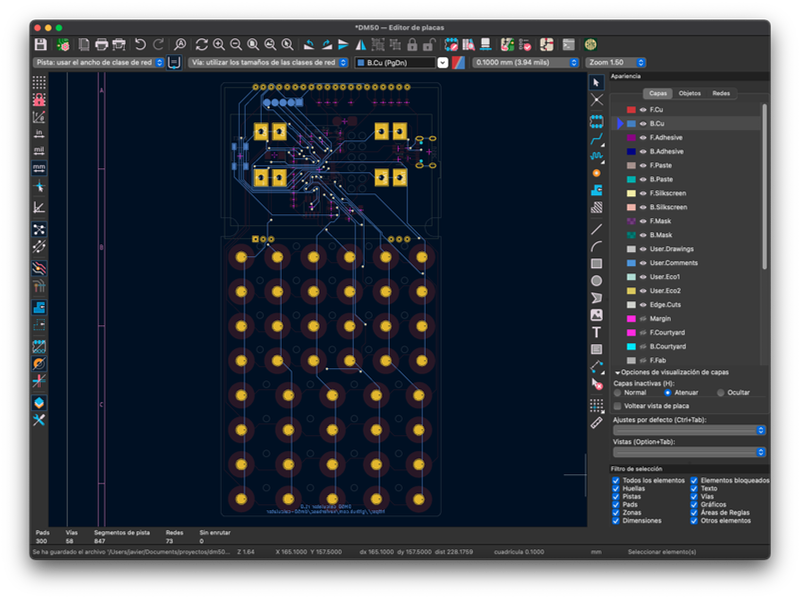 *DM50 — Editor de placas
Pista: usar el ancho de clase de red
Vía: utilizar los tamaños de las clases de red
B.Cu (PgDn)
0.1000 mm (3.94 mils)
Zoom 1.50
Apariencia
Capas
Objetos
Redes
F.Cu
B.Cu
F.Adhesive
B.Adhesive
F.Paste
B.Paste
F.Silkscreen
B.Silkscreen
F.Mask
B.Mask
User.Drawings
User.Comments
User.Eco1
User.Eco2
Edge.Cuts
Margin
F.Courtyard
B.Courtyard
F.Fab
Opciones de visualización de capas
Capas inactivas (H):
Normal
Atenuar
Ocultar
Voltear vista de placa
Ajustes por defecto (Ctrl+Tab):
Vistas (Option+Tab):
Filtro de selección
Todos los elementos
Elementos bloqueados
Huellas
Texto
Pistas
Vías
Pads
Gráficos
Zonas
Áreas de Reglas
Dimensiones
Otros elementos
in
mil
mm
A
B
C
Pads
Vías
Segmentos de pista
Redes
Sin enrutar
300
58
847
73
0
Se ha guardado el archivo '/Users/javier/Documents/proyectos/dm50...
Z 1.64
X 165.1000 Y 157.5000
dx 165.1000 dy 157.5000 dist 228.1759
cuadrícula 0.1000
mm
Seleccionar elemento(s)